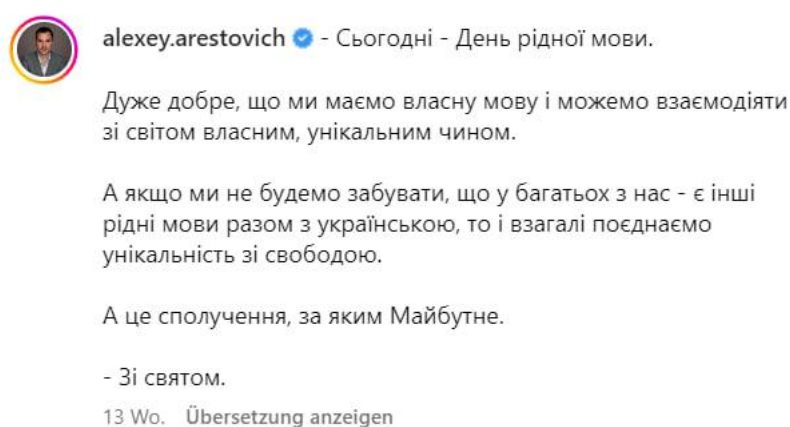 alexey.arestovich - Сьогодні - День рідної мови.
Дуже добре, що ми маємо власну мову і можемо взаємодіяти
зі світом власним, унікальним чином.
А якщо ми не будемо забувати, що у багатьох з нас - є інші
рідні мови разом з українською, то і взагалі поєднаємо
унікальність зі свободою.
А це сполучення, за яким Майбутне.
- Зі святом.
13 Wo. Übersetzung anzeigen